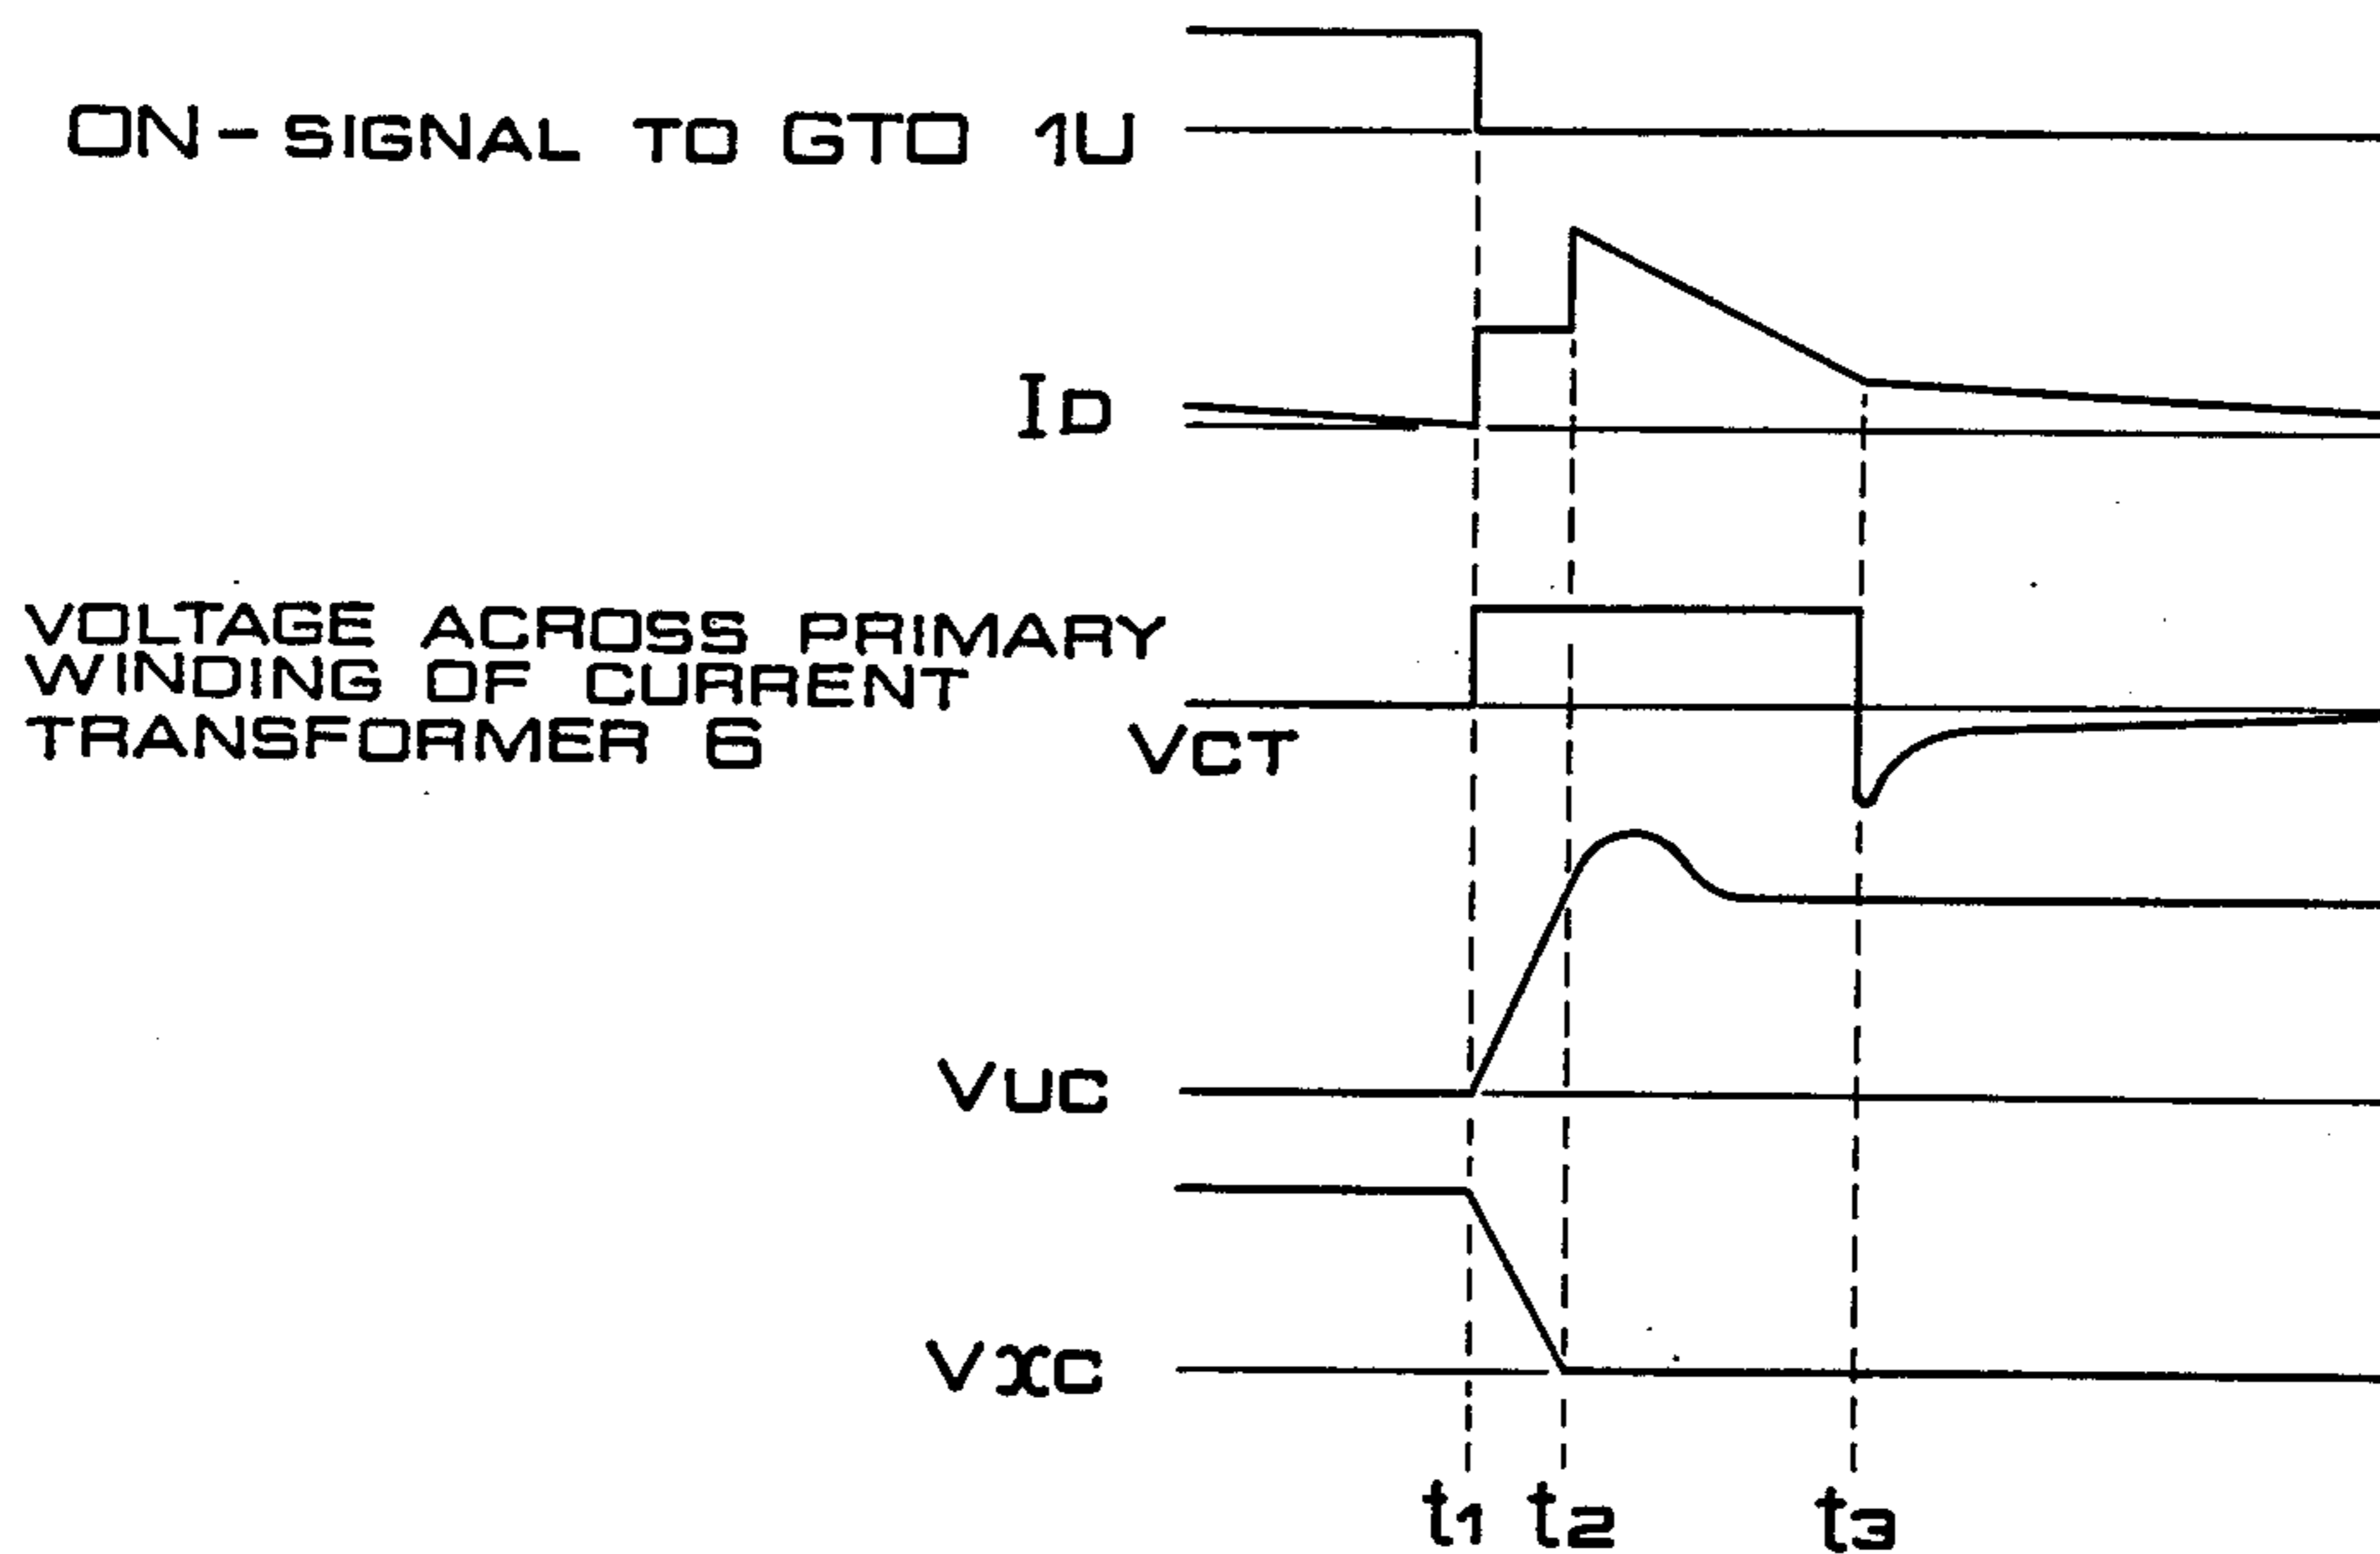 ON-SIGNAL TO GTO 1U
ID
VOLTAGE ACROSS PRIMARY
WINDING OF CURRENT
TRANSFORMER 6
VCT
VUC
VXC
t1 t2 t3